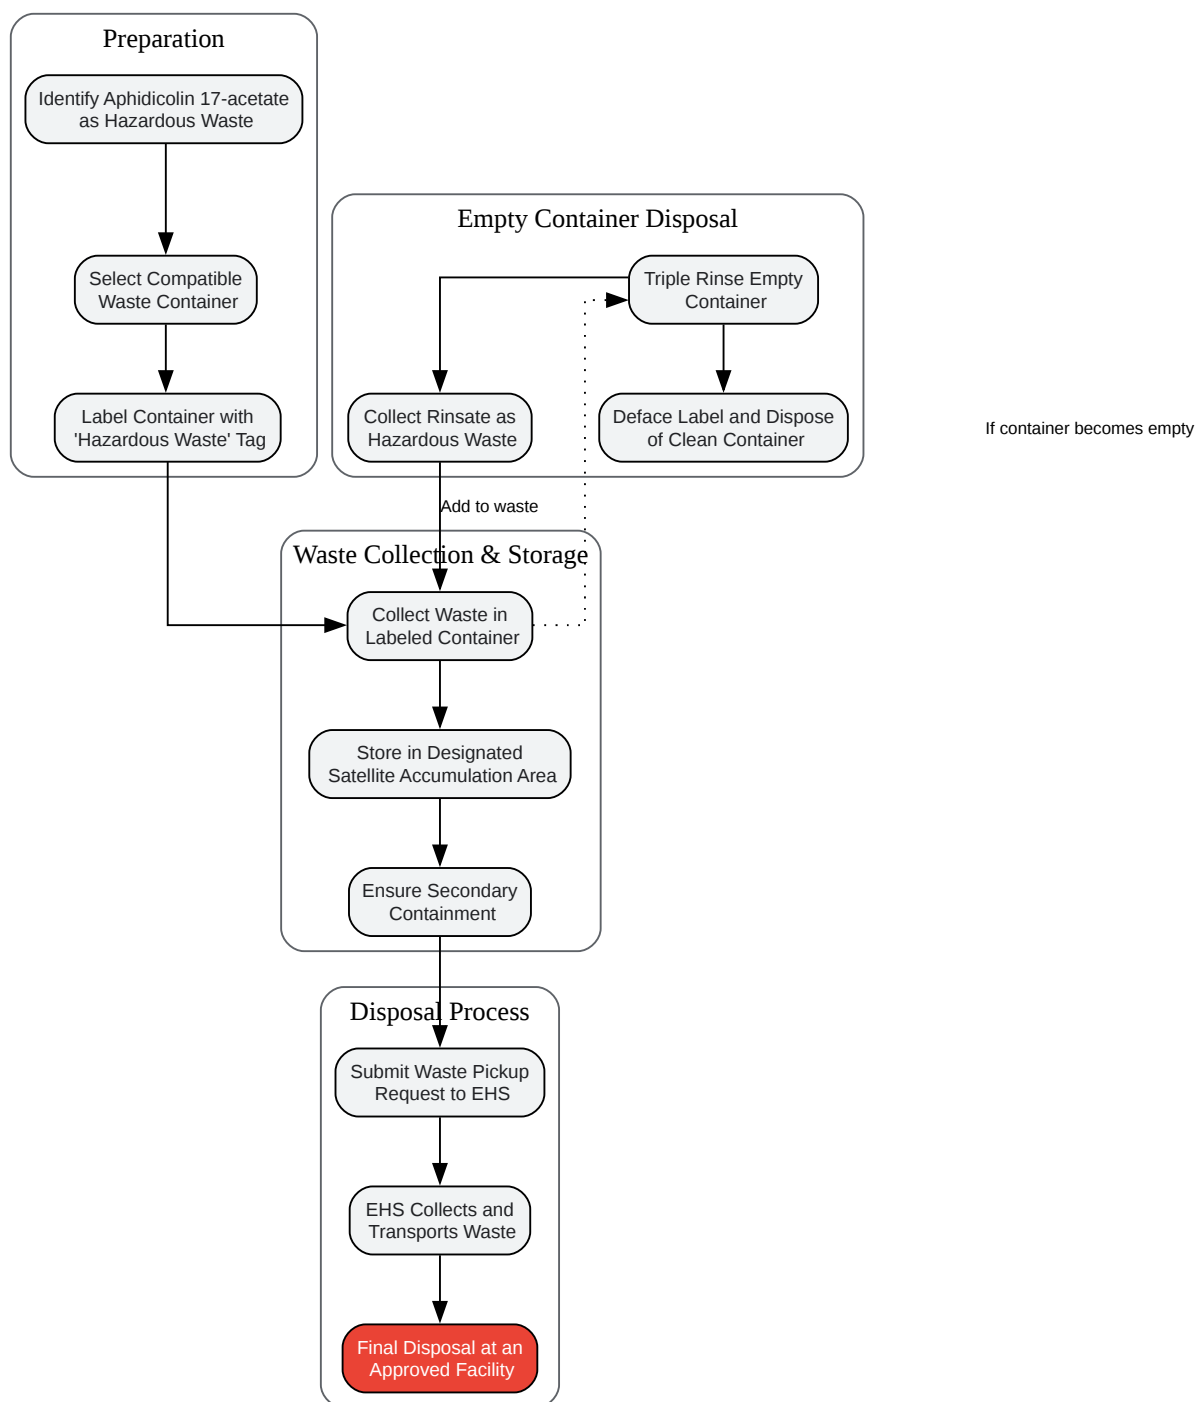 Preparation
Identify Aphidicolin 17-acetate
as Hazardous Waste
Select Compatible
Waste Container
Label Container with
'Hazardous Waste' Tag
Empty Container Disposal
Triple Rinse Empty
Container
Collect Rinsate as
Hazardous Waste
Deface Label and Dispose
of Clean Container
If container becomes empty
Add to waste
Waste Collection & Storage
Collect Waste in
Labeled Container
Store in Designated
Satellite Accumulation Area
Ensure Secondary
Containment
Disposal Process
Submit Waste Pickup
Request to EHS
EHS Collects and
Transports Waste
Final Disposal at an
Approved Facility